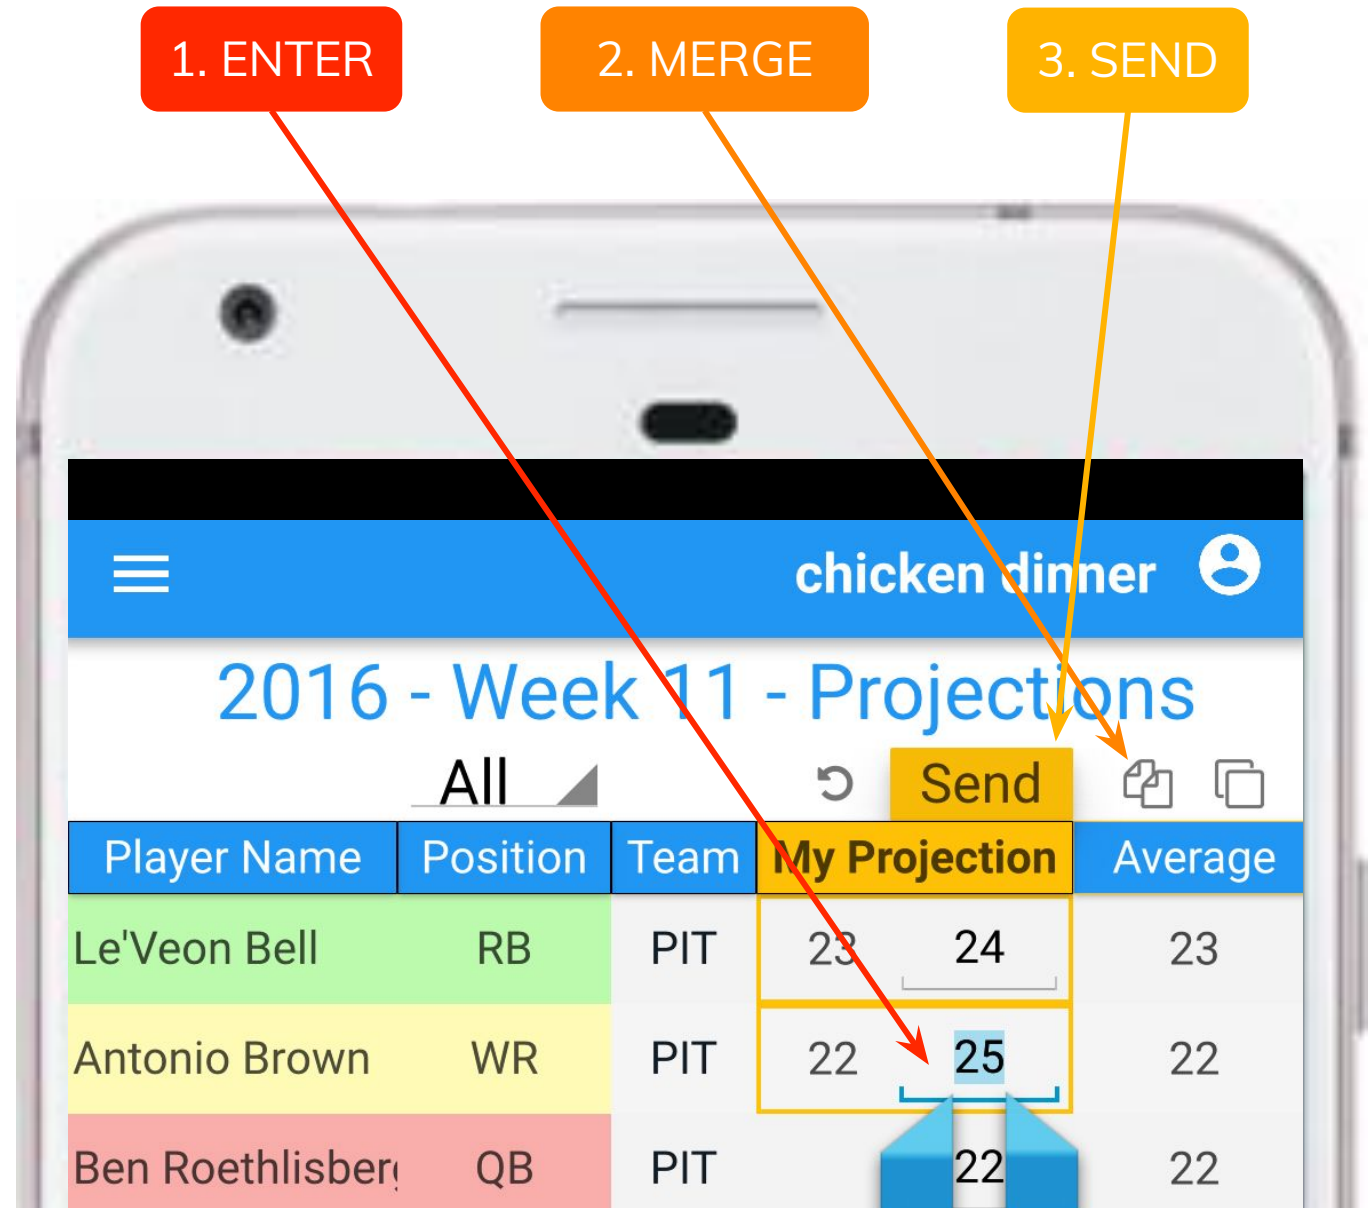 1. ENTER
2. MERGE
3. SEND
chicken dinner
2016 - Week 11 - Projections
All
Send
Player Name Position Team My Projection Average
Le'Veon Bell RB PIT 23 24 23
Antonio Brown WR PIT 22 25 22
Ben Roethlisber QB PIT 22 22